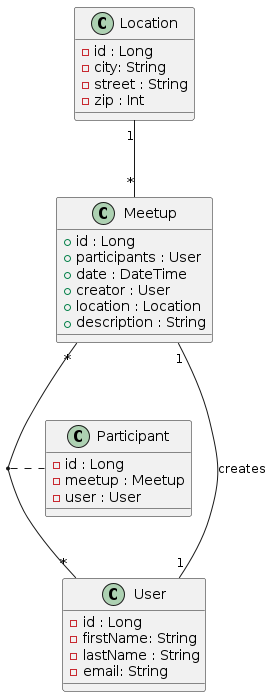 C Location
id : Long
city: String
street : String
zip : Int
1
*
C Meetup
id : Long
participants : User
date : DateTime
creator : User
location : Location
description : String
* 1
C Participant
id : Long
meetup : Meetup
user : User
creates
* 1
C User
id : Long
firstName: String
lastName : String
email: String